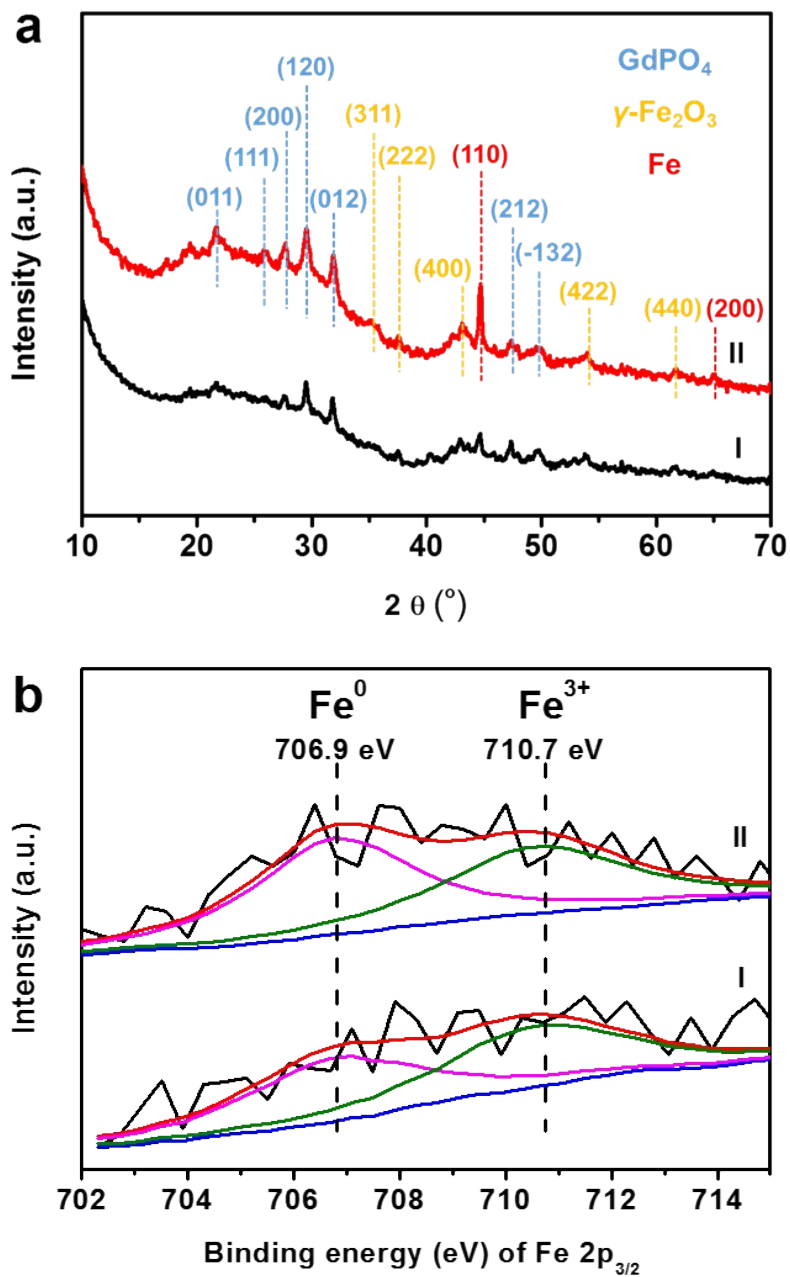 a
GdPO₄
γ-Fe₂O₃
Fe
(011)
(111)
(200)
(120)
(012)
(311)
(222)
(400)
(110)
(212)
(-132)
(422)
(440)
(200)
II
I
Intensity (a.u.)
10 20 30 40 50 60 70
2 θ (°)
b
Fe⁰
706.9 eV
Fe³⁺
710.7 eV
II
I
Intensity (a.u.)
702 704 706 708 710 712 714
Binding energy (eV) of Fe 2p₃/₂